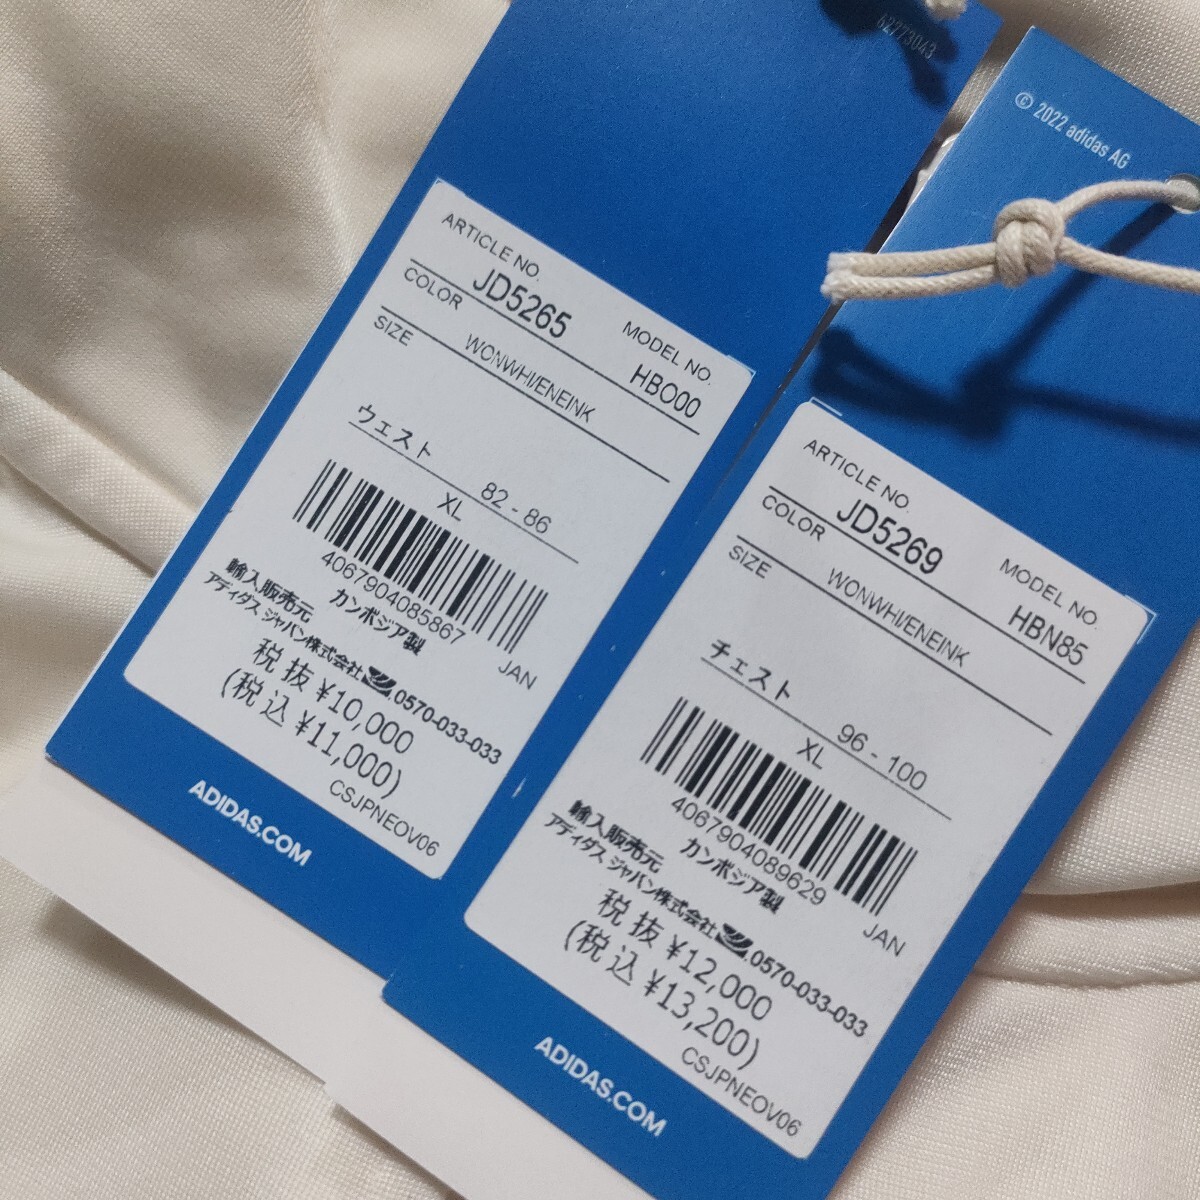 62773043
ARTICLE NO.
JD5265
MODEL NO.
HBO00
COLOR
WONWHI/ENEINK
SIZE
ウェスト 82 - 86
XL
4067904085867
JAN
カンボジア製
輸入販売元
アディダス ジャパン株式会社 0570-033-033
税抜 ¥10,000
(税込 ¥11,000)
CSJPNEOV06
ADIDAS.COM
© 2022 adidas AG
ARTICLE NO.
JD5269
MODEL NO.
HBN85
COLOR
WONWHI/ENEINK
SIZE
チェスト 96 - 100
XL
4067904089629
JAN
カンボジア製
輸入販売元
アディダス ジャパン株式会社 0570-033-033
税抜 ¥12,000
(税込 ¥13,200)
CSJPNEOV06
ADIDAS.COM